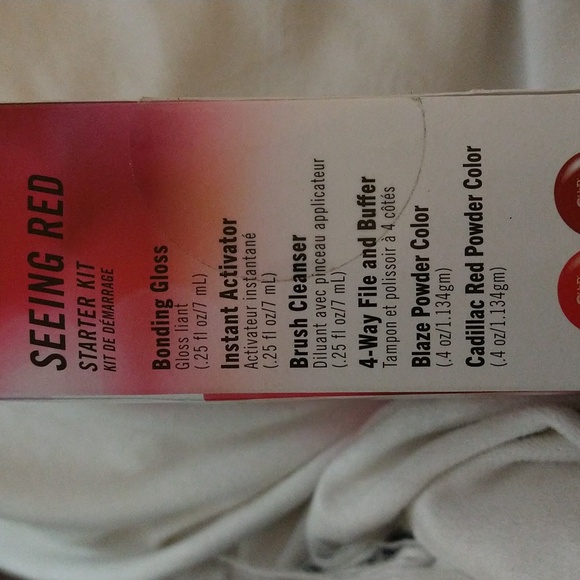 SEEING RED
STARTER KIT
KIT DE DÉMARRAGE
Bonding Gloss
Gloss liant
(.25 fl oz/7 mL)
Instant Activator
Activateur instantané
(.25 fl oz/7 mL)
Brush Cleanser
Diluant avec pinceau applicateur
(.25 fl oz/7 mL)
4-Way File and Buffer
Tampon et polissoir à 4 côtés
Blaze Powder Color
(.4 oz/1.134gm)
Cadillac Red Powder Color
(.4 oz/1.134gm)